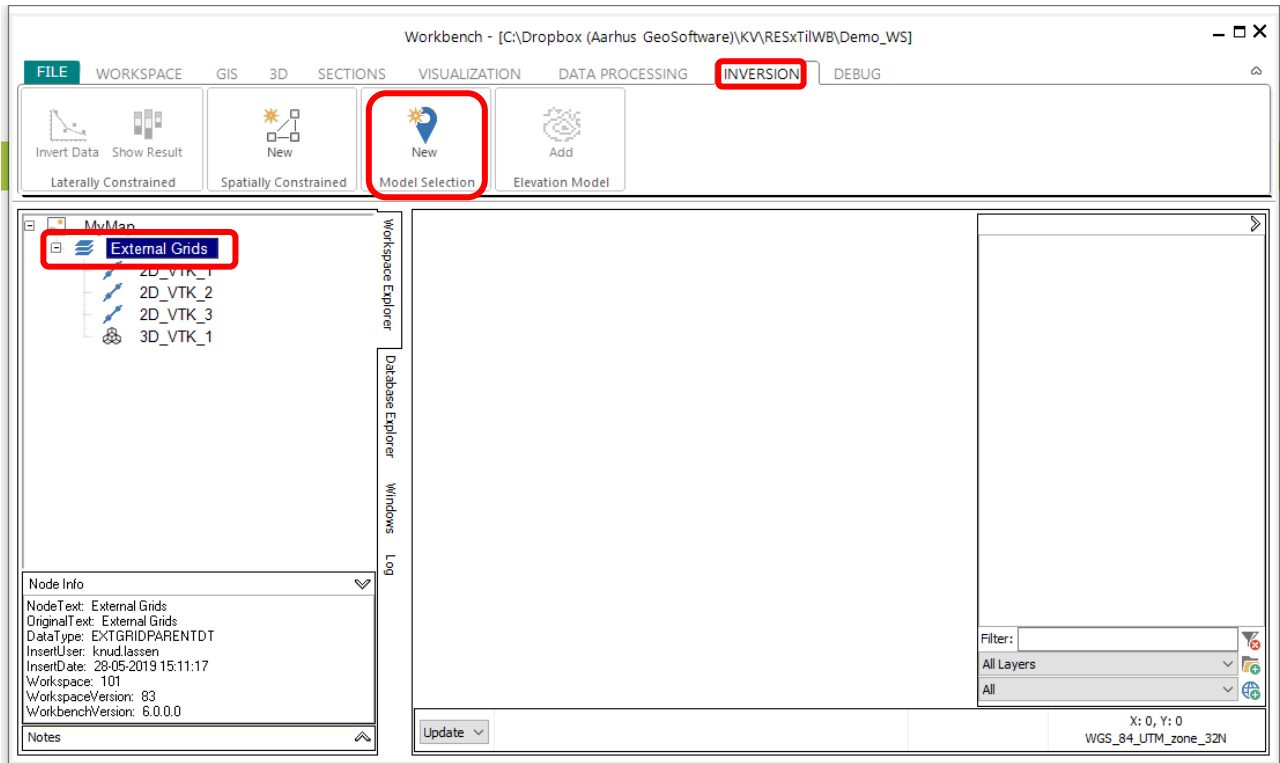 Workbench - [C:\Dropbox (Aarhus GeoSoftware)\KV\RESxTilWB\Demo_WS]
FILE WORKSPACE GIS 3D SECTIONS VISUALIZATION DATA PROCESSING INVERSION DEBUG
Invert Data Show Result New New Add
Laterally Constrained Spatially Constrained Model Selection Elevation Model
MyMap
External Grids
2D_VTK_1
2D_VTK_2
2D_VTK_3
3D_VTK_1
Workspace Explorer
Database Explorer
Windows
Log
Node Info
NodeText: External Grids
OriginalText: External Grids
DataType: EXTGRIDPARENTDT
InsertUser: knud.lassen
InsertDate: 28-05-2019 15:11:17
Workspace: 101
WorkspaceVersion: 83
WorkbenchVersion: 6.0.0.0
Notes
Filter:
All Layers
All
Update
X: 0, Y: 0
WGS_84_UTM_zone_32N